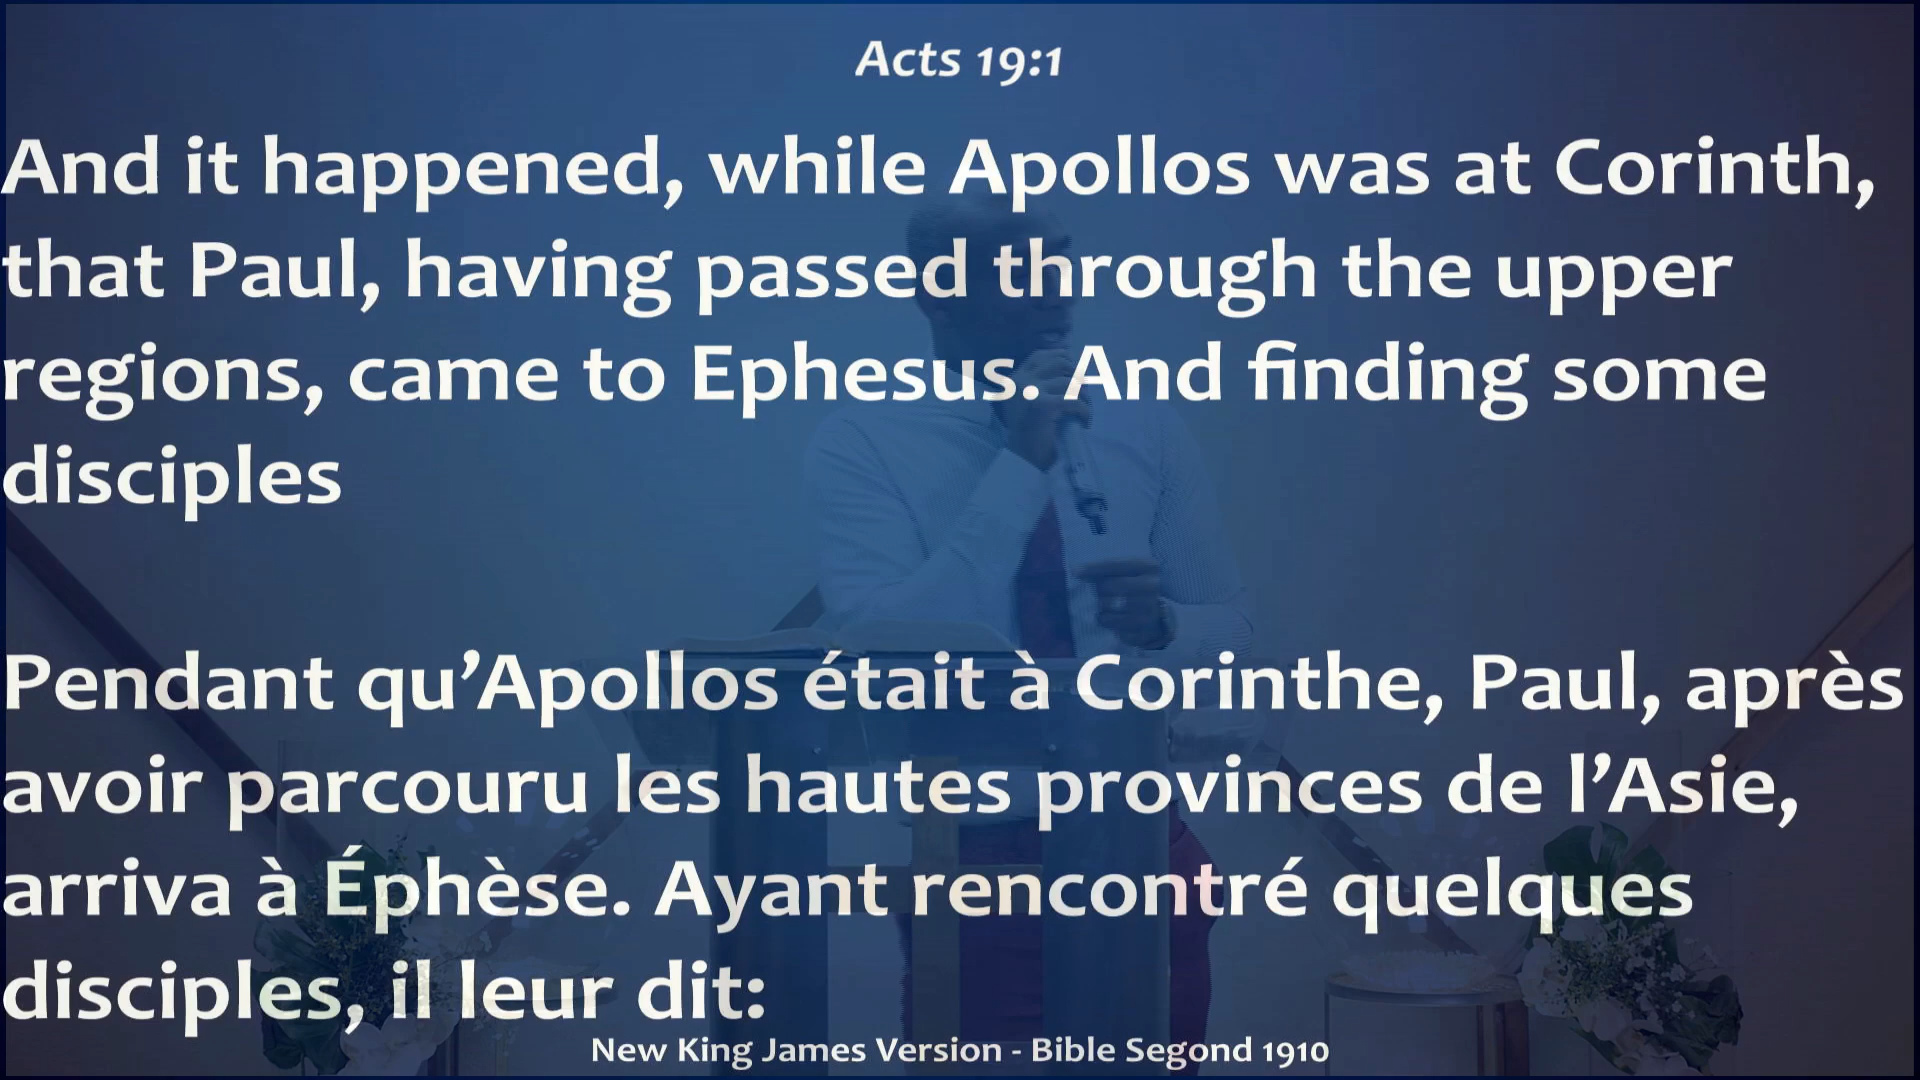 Acts 19:1
And it happened, while Apollos was at Corinth,
that Paul, having passed through the upper
regions, came to Ephesus. And finding some
disciples
Pendant qu’Apollos était à Corinthe, Paul, après
avoir parcouru les hautes provinces de l’Asie,
arriva à Éphèse. Ayant rencontré quelques
disciples, il leur dit:
New King James Version - Bible Segond 1910